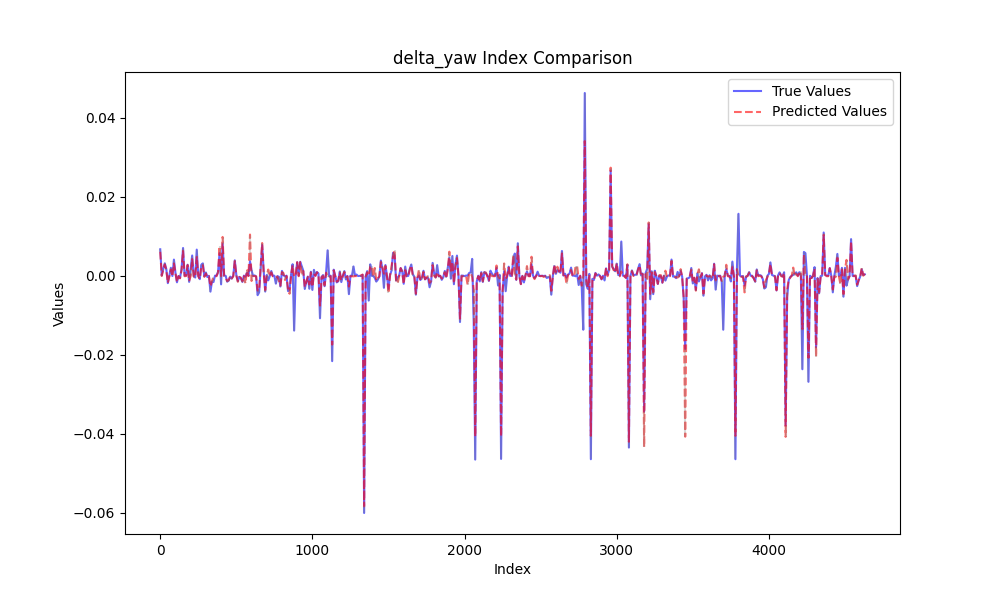 delta_yaw Index Comparison
True Values
Predicted Values
Values
0.04
0.02
0.00
−0.02
−0.04
−0.06
0
1000
2000
3000
4000
Index